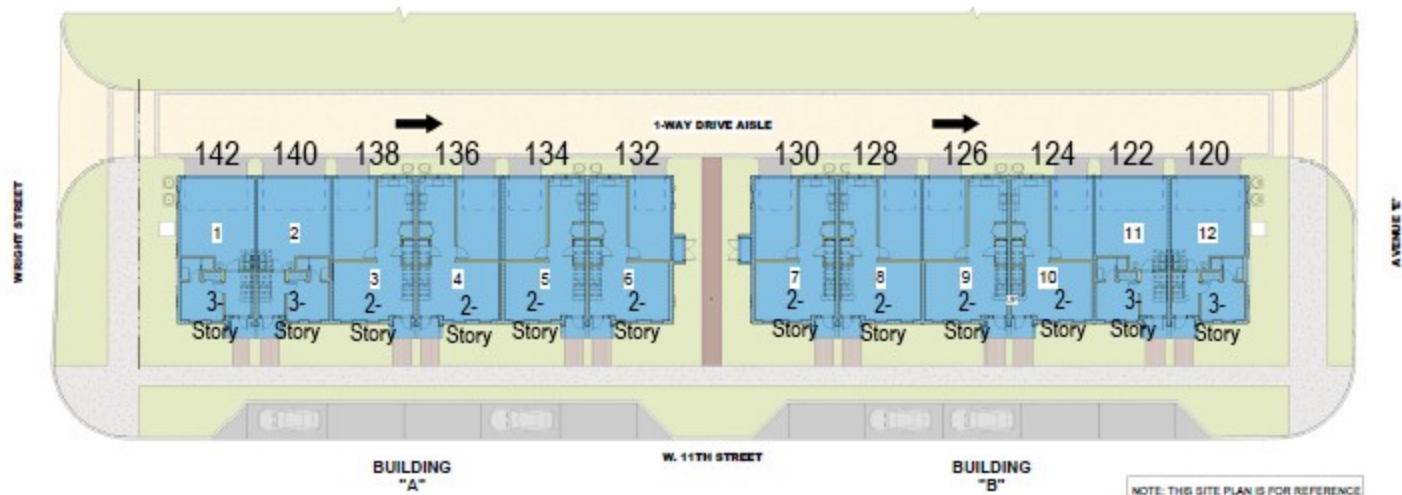 1-WAY DRIVE AISLE
142 140 138 136 134 132 130 128 126 124 122 120
WRIGHT STREET
AVENUE 'E'
1 2 11 12
3 4 5 6 7 8 9 10
3- 3- 2- 2- 2- 2- 2- 2- 2- 2- 3- 3-
Story Story Story Story Story Story Story Story Story Story Story Story
UP
W. 11TH STREET
BUILDING
"A"
BUILDING
"B"
NOTE: THIS SITE PLAN IS FOR REFERENCE